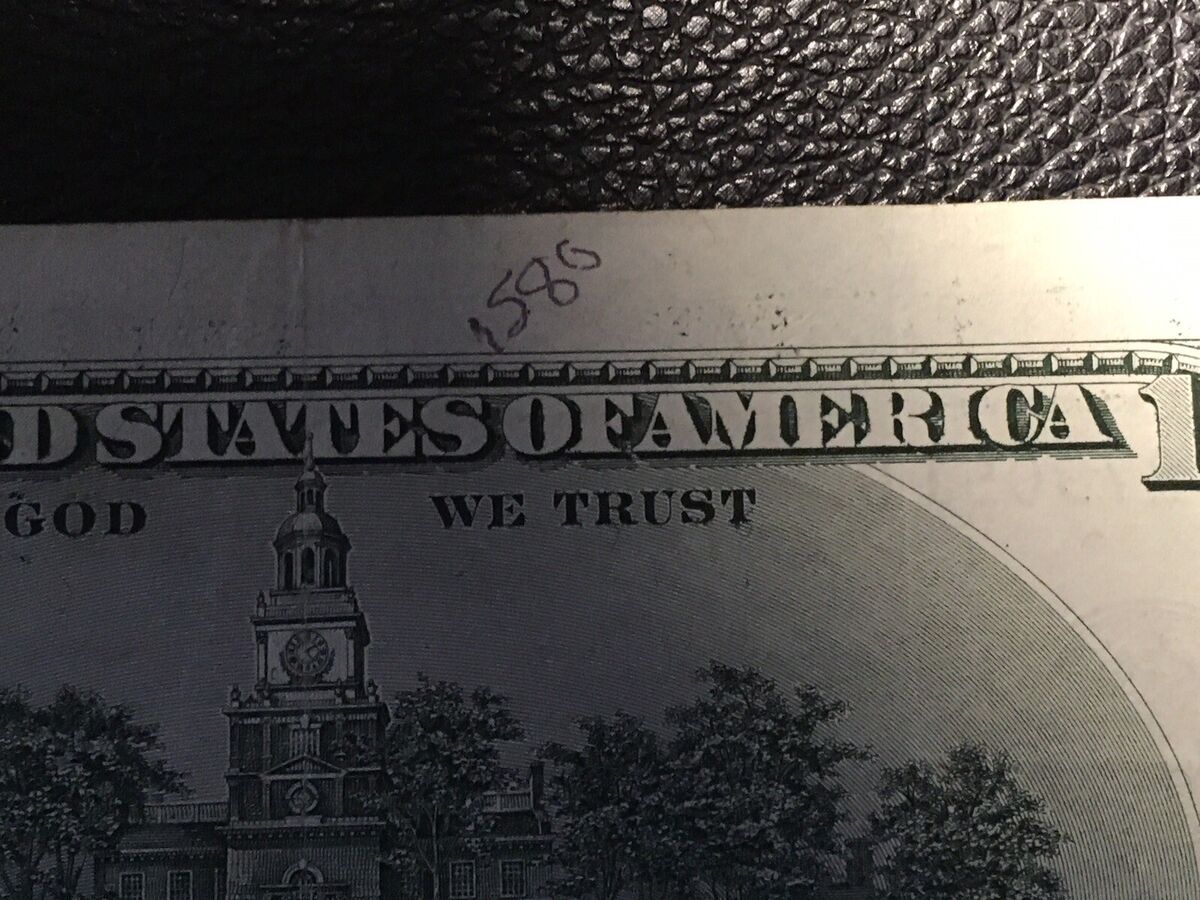 1580
D STATES OF AMERICA
GOD WE TRUST